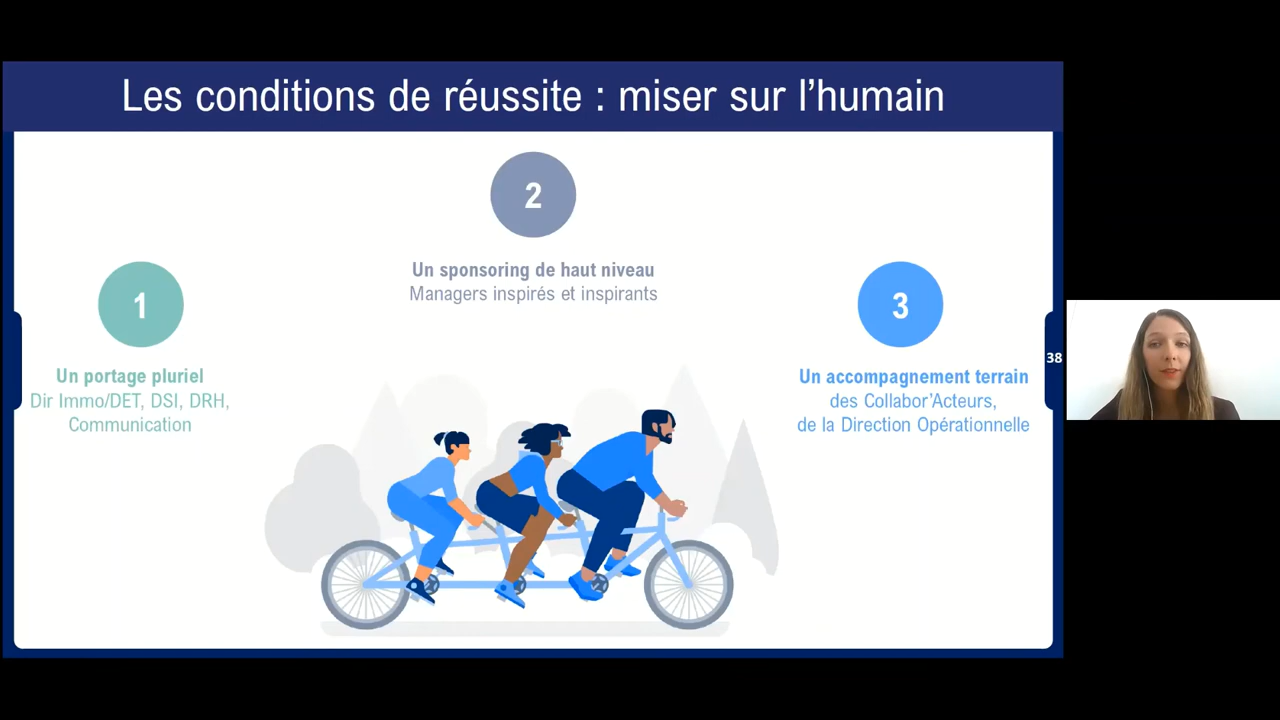 Les conditions de réussite : miser sur l'humain
1
Un portage pluriel
Dir Immo/DET, DSI, DRH,
Communication
2
Un sponsoring de haut niveau
Managers inspirés et inspirants
3
Un accompagnement terrain
des Collabor'Acteurs,
de la Direction Opérationnelle
38